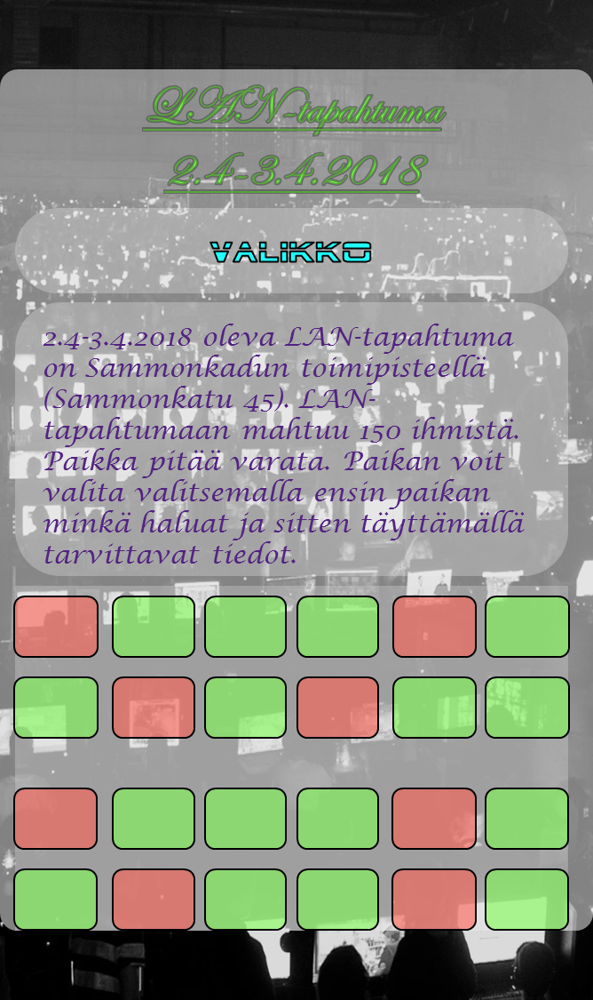 LAN-tapahtuma
2.4-3.4.2018
VALIKKO
2.4-3.4.2018 oleva LAN-tapahtuma
on Sammonkadun toimipisteellä
(Sammonkatu 45). LAN-
tapahtumaan mahtuu 150 ihmistä.
Paikka pitää varata. Paikan voit
valita valitsemalla ensin paikan
minkä haluat ja sitten täyttämällä
tarvittavat tiedot.